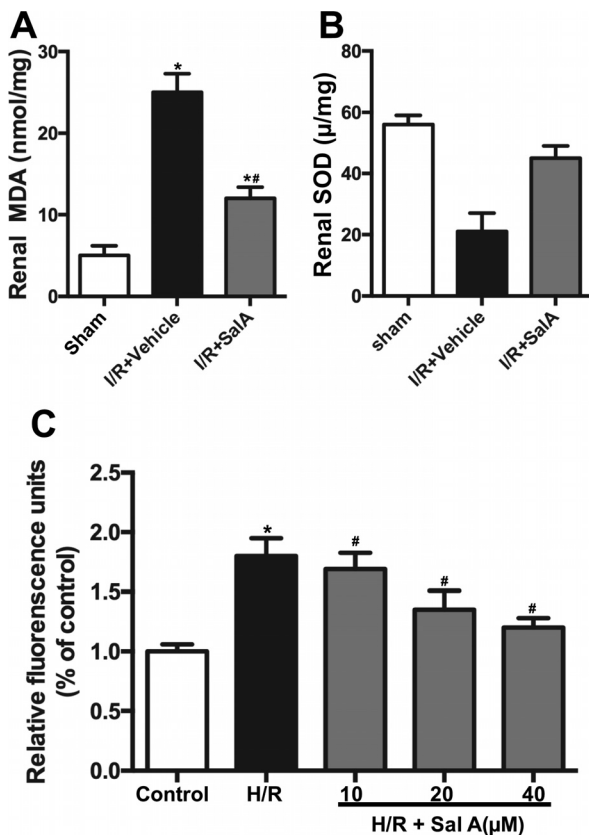 A
Renal MDA (nmol/mg)
30
20
10
0
*
*#
Sham
I/R+Vehicle
I/R+SalA
B
Renal SOD (μ/mg)
80
60
40
20
0
sham
I/R+Vehicle
I/R+SalA
C
Relative fluorenscence units
(% of control)
2.5
2.0
1.5
1.0
0.5
0.0
*
#
#
#
Control H/R 10 20 40
H/R + Sal A(μM)